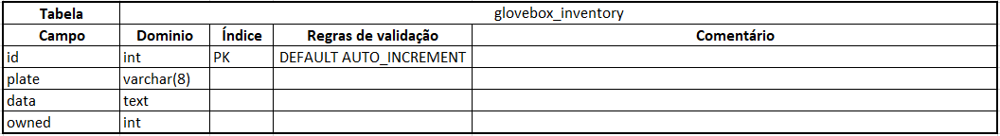 Tabela glovebox_inventory
Campo Dominio Índice Regras de validação Comentário
id int PK DEFAULT AUTO_INCREMENT
plate varchar(8)
data text
owned int